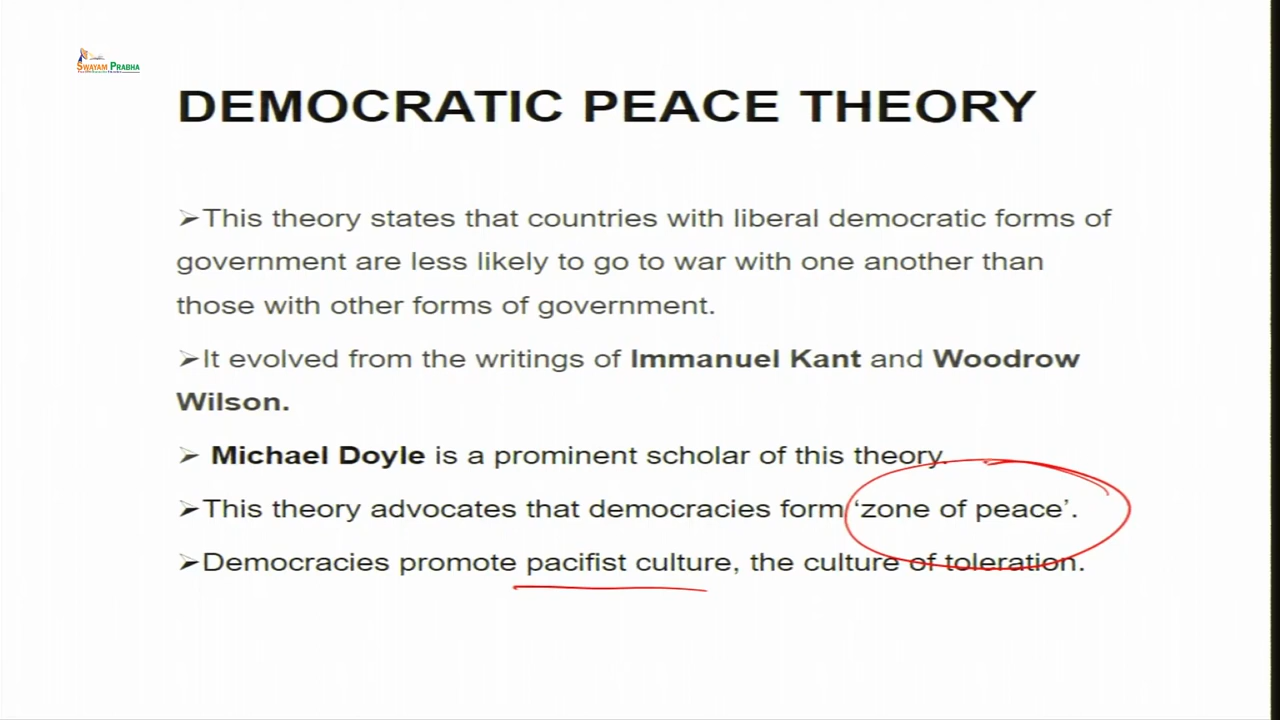 SWAYAM PRABHA
DEMOCRATIC PEACE THEORY
➢This theory states that countries with liberal democratic forms of
government are less likely to go to war with one another than
those with other forms of government.
➢It evolved from the writings of Immanuel Kant and Woodrow
Wilson.
➢ Michael Doyle is a prominent scholar of this theory.
➢This theory advocates that democracies form ‘zone of peace’.
➢Democracies promote pacifist culture, the culture of toleration.